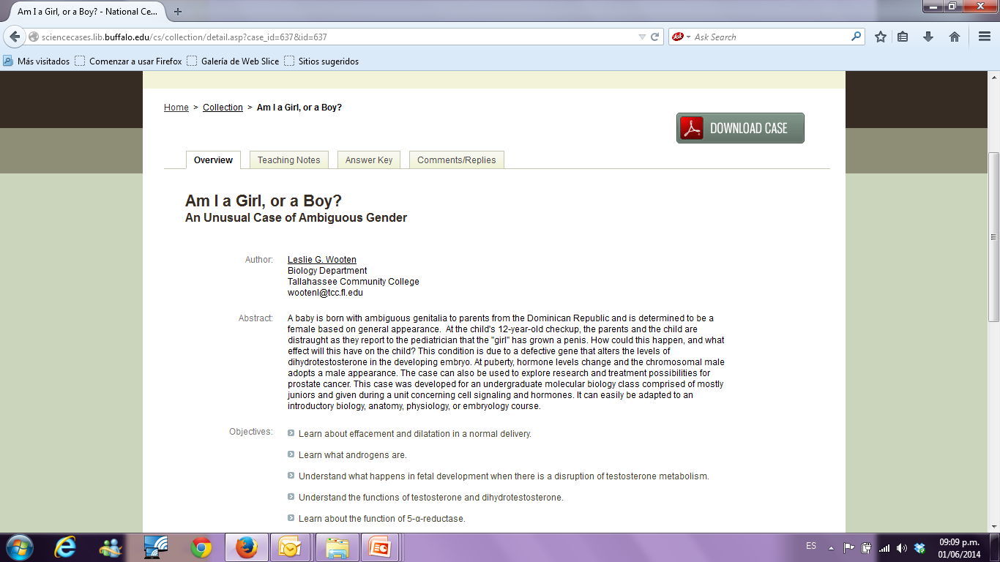 Am I a Girl, or a Boy? - National Ce...
sciencecases.lib.buffalo.edu/cs/collection/detail.asp?case_id=637&id=637
Ask
Ask Search
Más visitados
Comenzar a usar Firefox
Galería de Web Slice
Sitios sugeridos
Home > Collection > Am I a Girl, or a Boy?
DOWNLOAD CASE
Overview
Teaching Notes
Answer Key
Comments/Replies
Am I a Girl, or a Boy?
An Unusual Case of Ambiguous Gender
Author:
Leslie G. Wooten
Biology Department
Tallahassee Community College
wootenl@tcc.fl.edu
Abstract:
A baby is born with ambiguous genitalia to parents from the Dominican Republic and is determined to be a
female based on general appearance.  At the child's 12-year-old checkup, the parents and the child are
distraught as they report to the pediatrician that the "girl" has grown a penis. How could this happen, and what
effect will this have on the child? This condition is due to a defective gene that alters the levels of
dihydrotestosterone in the developing embryo. At puberty, hormone levels change and the chromosomal male
adopts a male appearance. The case can also be used to explore research and treatment possibilities for
prostate cancer. This case was developed for an undergraduate molecular biology class comprised of mostly
juniors and given during a unit concerning cell signaling and hormones. It can easily be adapted to an
introductory biology, anatomy, physiology, or embryology course.
Objectives:
Learn about effacement and dilatation in a normal delivery.
Learn what androgens are.
Understand what happens in fetal development when there is a disruption of testosterone metabolism.
Understand the functions of testosterone and dihydrotestosterone.
Learn about the function of 5-α-reductase.
ES
09:09 p.m.
01/06/2014